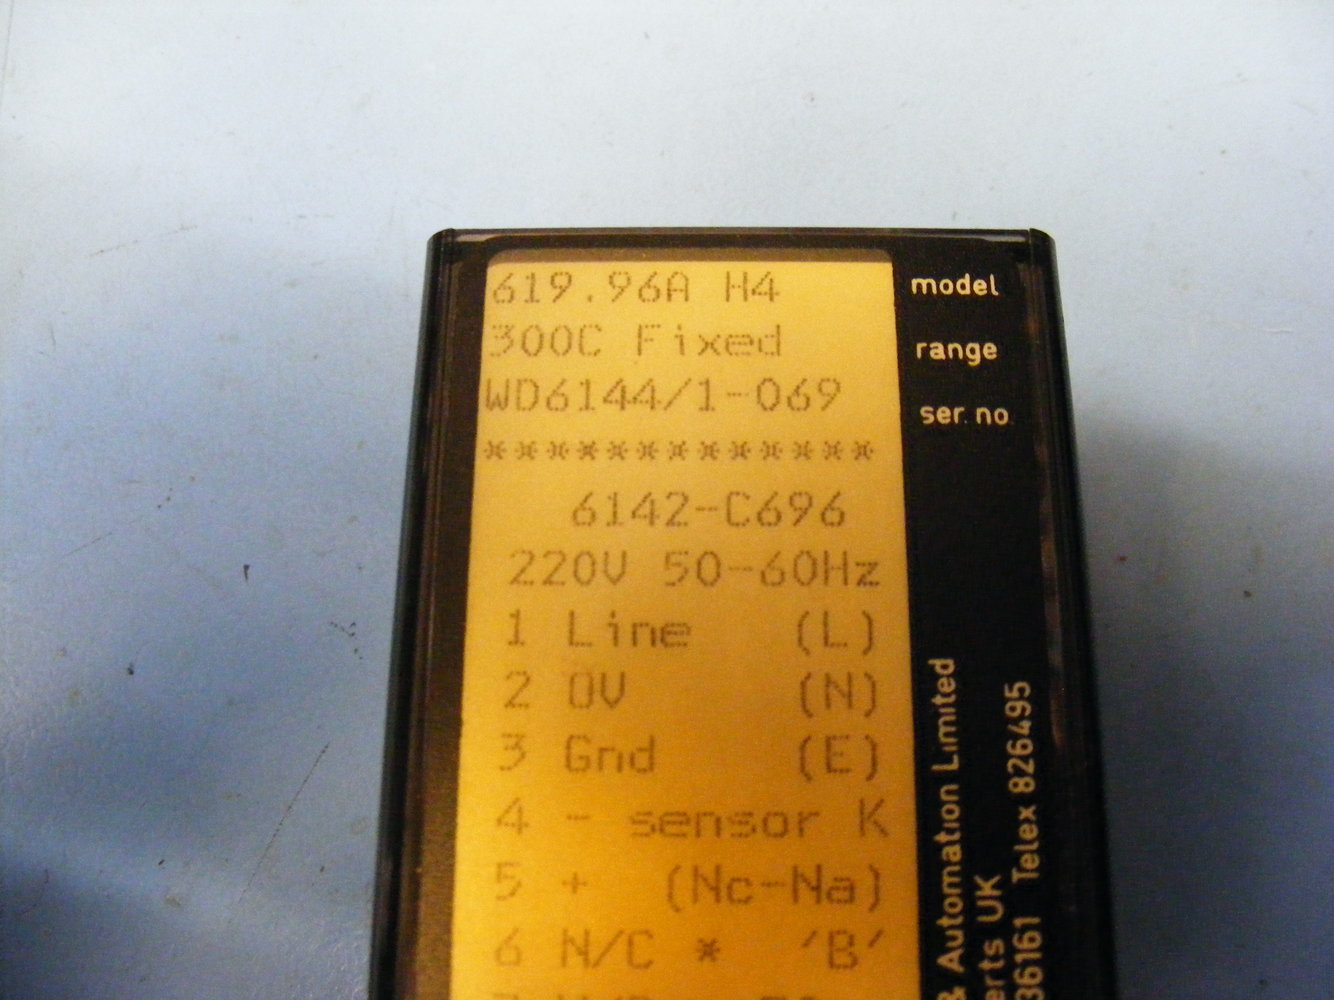 619.96A H4
model
300C Fixed
range
WD6144/1-069
ser. no.
*************
6142-C696
220V 50-60Hz
1 Line (L)
2 0V (N)
3 Gnd (E)
4 - sensor K
5 + (Nc-Na)
6 N/C * 'B'
& Automation Limited
erts UK
36161 Telex 826495